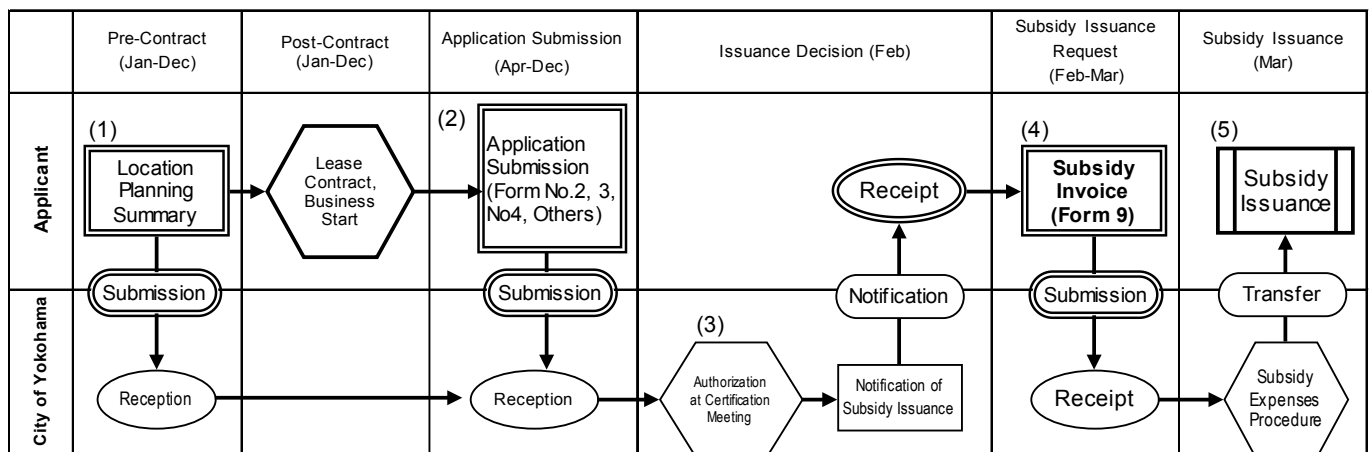 Pre-Contract
(Jan-Dec)
Post-Contract
(Jan-Dec)
Application Submission
(Apr-Dec)
Issuance Decision (Feb)
Subsidy Issuance
Request
(Feb-Mar)
Subsidy Issuance
(Mar)
Applicant
(1)
Location
Planning
Summary
Lease
Contract,
Business
Start
(2)
Application
Submission
(Form No.2, 3,
No4, Others)
Receipt
(4)
Subsidy
Invoice
(Form 9)
(5)
Subsidy
Issuance
Submission
Submission
Notification
Submission
Transfer
City of Yokohama
Reception
Reception
(3)
Authorization
at Certification
Meeting
Notification of
Subsidy Issuance
Receipt
Subsidy
Expenses
Procedure